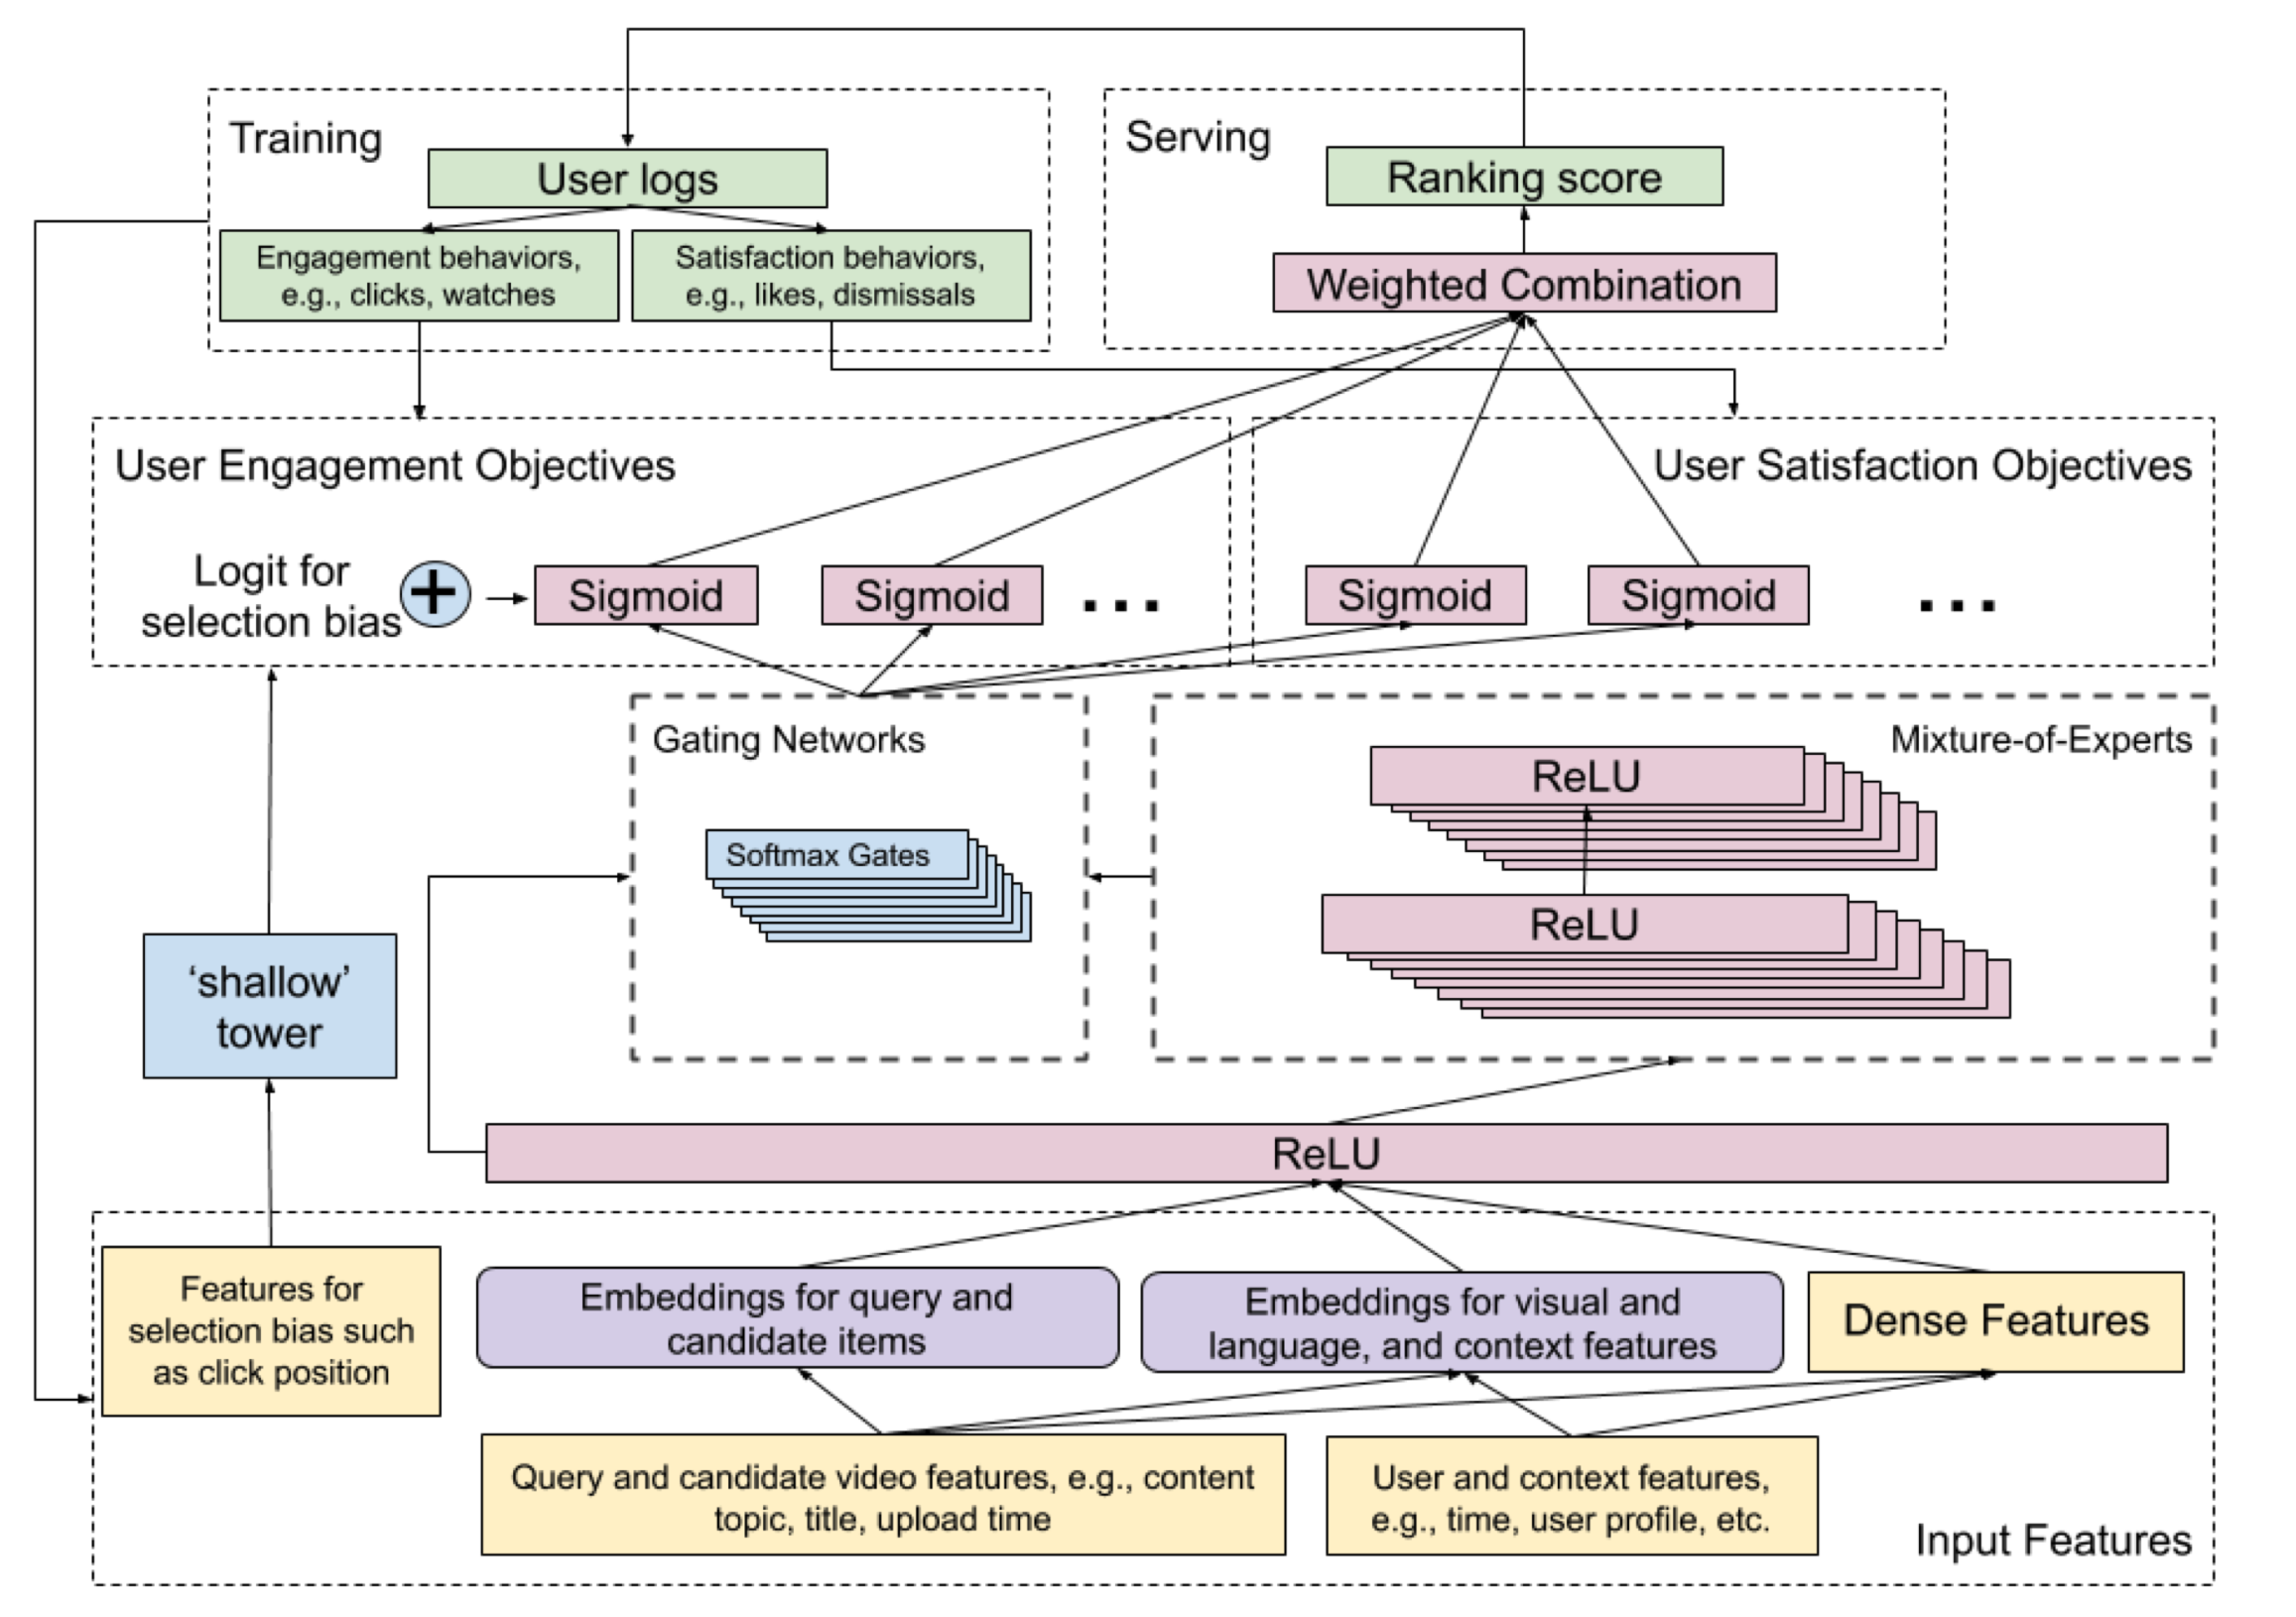 Training
User logs
Engagement behaviors,
e.g., clicks, watches
Satisfaction behaviors,
e.g., likes, dismissals
Serving
Ranking score
Weighted Combination
User Engagement Objectives
User Satisfaction Objectives
Logit for
selection bias
+
Sigmoid
Sigmoid
...
Sigmoid
Sigmoid
...
Gating Networks
Softmax Gates
Mixture-of-Experts
ReLU
ReLU
‘shallow’
tower
ReLU
Features for
selection bias such
as click position
Embeddings for query and
candidate items
Embeddings for visual and
language, and context features
Dense Features
Query and candidate video features, e.g., content
topic, title, upload time
User and context features,
e.g., time, user profile, etc.
Input Features